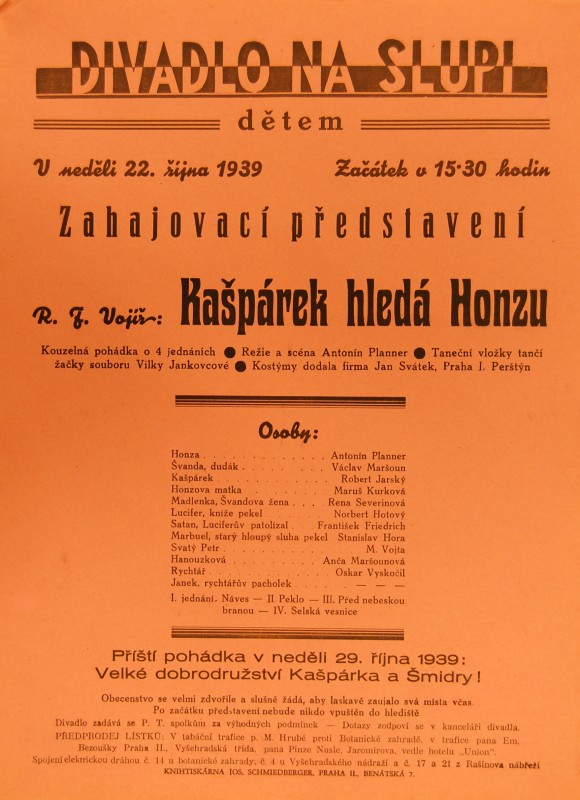 DIVADLO NA SLUPI
dětem
V neděli 22. října 1939 Začátek v 15·30 hodin
Zahajovací představení
R. F. Vojíř: Kašpárek hledá Honzu
Kouzelná pohádka o 4 jednáních ● Režie a scéna Antonín Planner ● Taneční vložky tančí
žačky souboru Vilky Jankovcové ● Kostýmy dodala firma Jan Svátek, Praha I. Perštýn
Osoby:
Honza . . . . . . . . . . . . Antonín Planner
Švanda, dudák . . . . . . . . Václav Maršoun
Kašpárek . . . . . . . . . . . Robert Jarský
Honzova matka . . . . . . . . Maruš Kurková
Madlenka, Švandova žena . . . Rena Severinová
Lucifer, kníže pekel . . . . . Norbert Hotový
Satan, Luciferův patolízal . František Friedrich
Marbuel, starý hloupý sluha pekel Stanislav Hora
Svatý Petr . . . . . . . . . . . M. Vojta
Hanouzková . . . . . . . . Anča Maršounová
Rychtář . . . . . . . . . . . Oskar Vyskočil
Janek, rychtářův pacholek . . . . — — —
I. jednání. Náves — II. Peklo — III. Před nebeskou
branou — IV. Selská vesnice
Příští pohádka v neděli 29. října 1939:
Velké dobrodružství Kašpárka a Šmidry!
Obecenstvo se velmi zdvořile a slušně žádá, aby laskavě zaujalo svá místa včas.
Po začátku představení nebude nikdo vpuštěn do hlediště
Divadlo zadává se P. T. spolkům za výhodných podmínek — Dotazy zodpoví se v kanceláři divadla.
PŘEDPRODEJ LÍSTKŮ: V tabáční trafice p. M. Hrubé proti Botanické zahradě, v trafice pana Em.
Bezoušky Praha II., Vyšehradská třída, pana Pinze Nusle, Jaromírova, vedle hotelu „Union".
Spojení elektrickou dráhou č. 14 u botanické zahrady, č. 4 u Vyšehradského nádraží a č. 17 a 21 z Rašínova nábřeží
KNIHTISKÁRNA JOS. SCHMIEDBERGER, PRAHA II., BENÁTSKÁ 7.